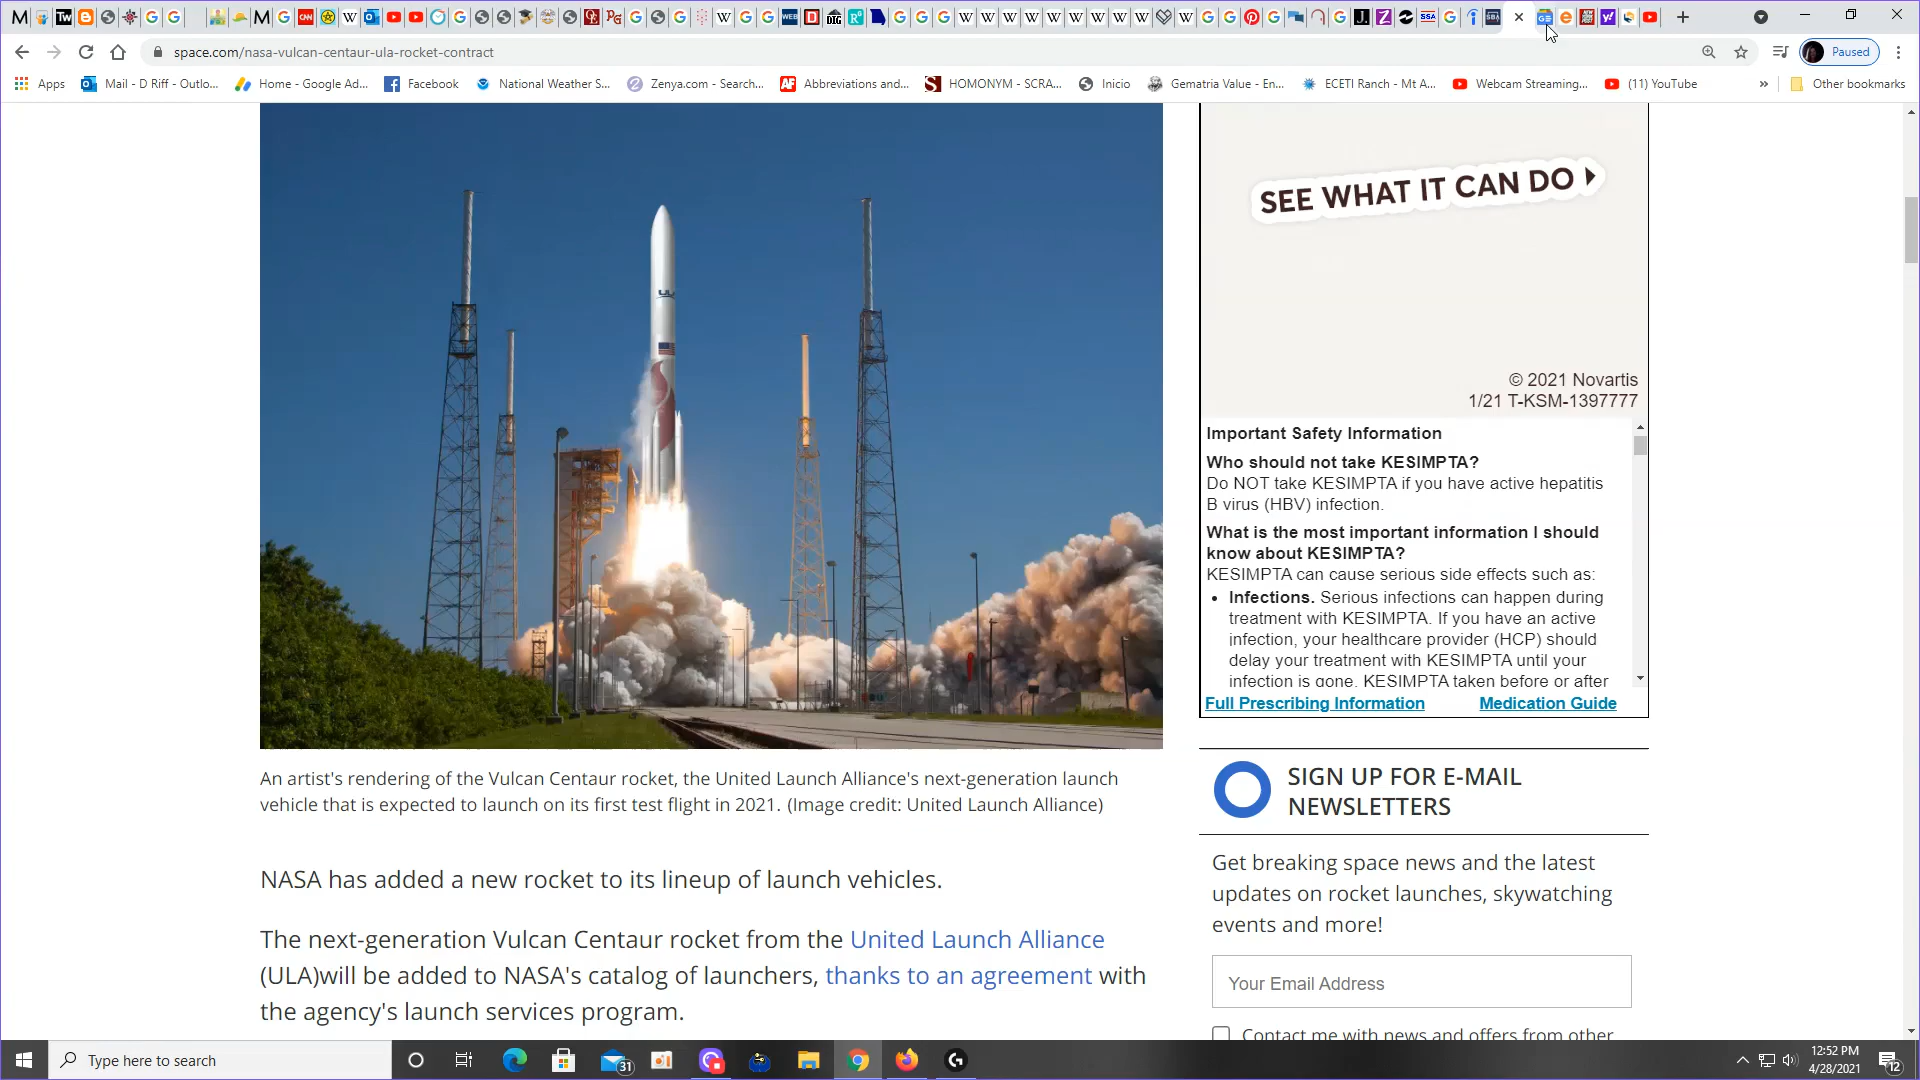 space.com/nasa-vulcan-centaur-ula-rocket-contract
Paused
Apps
Mail - D Riff - Outlo...
Home - Google Ad...
Facebook
National Weather S...
Zenya.com - Search...
Abbreviations and...
HOMONYM - SCRA...
Inicio
Gematria Value - En...
ECETI Ranch - Mt A...
Webcam Streaming...
(11) YouTube
»
Other bookmarks
SEE WHAT IT CAN DO
© 2021 Novartis
1/21 T-KSM-1397777
Important Safety Information
Who should not take KESIMPTA?
Do NOT take KESIMPTA if you have active hepatitis
B virus (HBV) infection.
What is the most important information I should
know about KESIMPTA?
KESIMPTA can cause serious side effects such as:
• Infections. Serious infections can happen during
treatment with KESIMPTA. If you have an active
infection, your healthcare provider (HCP) should
delay your treatment with KESIMPTA until your
infection is gone. KESIMPTA taken before or after
Full Prescribing Information
Medication Guide
An artist's rendering of the Vulcan Centaur rocket, the United Launch Alliance's next-generation launch
vehicle that is expected to launch on its first test flight in 2021. (Image credit: United Launch Alliance)
NASA has added a new rocket to its lineup of launch vehicles.
The next-generation Vulcan Centaur rocket from the United Launch Alliance
(ULA)will be added to NASA's catalog of launchers, thanks to an agreement with
the agency's launch services program.
SIGN UP FOR E-MAIL
NEWSLETTERS
Get breaking space news and the latest
updates on rocket launches, skywatching
events and more!
Your Email Address
Contact me with news and offers from other
Type here to search
31
12:52 PM
4/28/2021
12